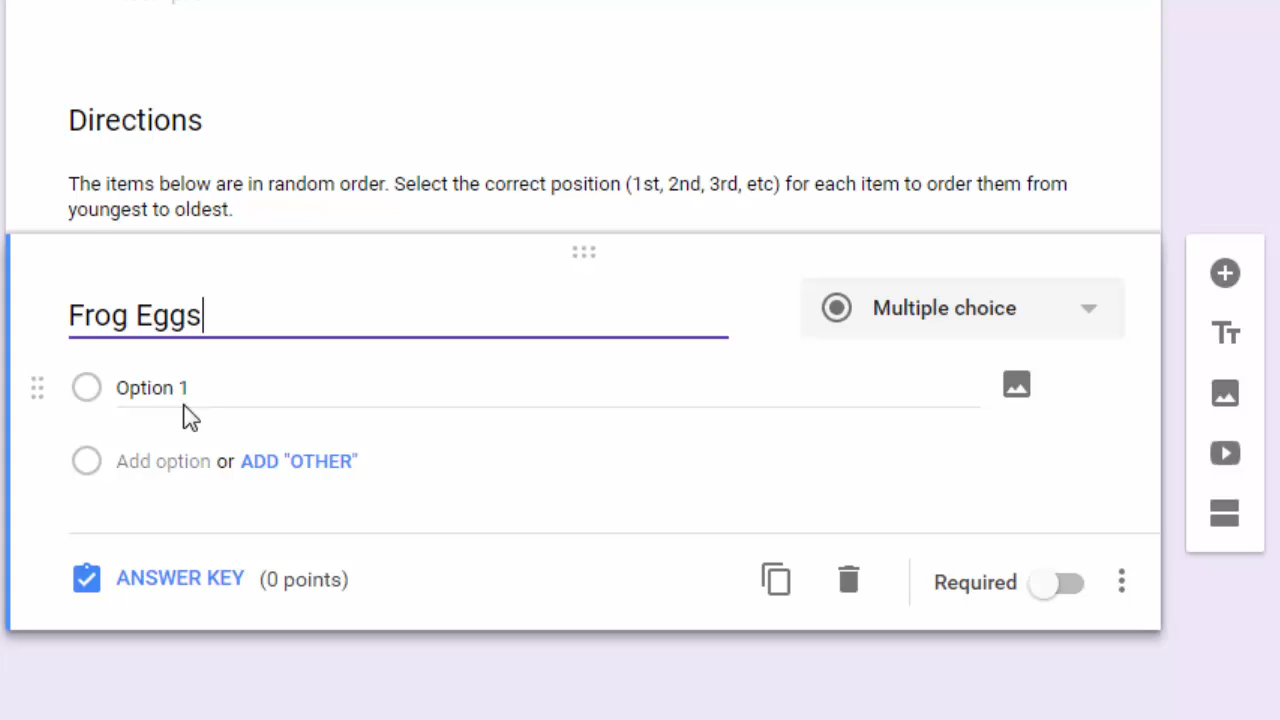 Directions
The items below are in random order. Select the correct position (1st, 2nd, 3rd, etc) for each item to order them from
youngest to oldest.
Frog Eggs
Multiple choice
Option 1
Add option or ADD "OTHER"
ANSWER KEY (0 points)
Required